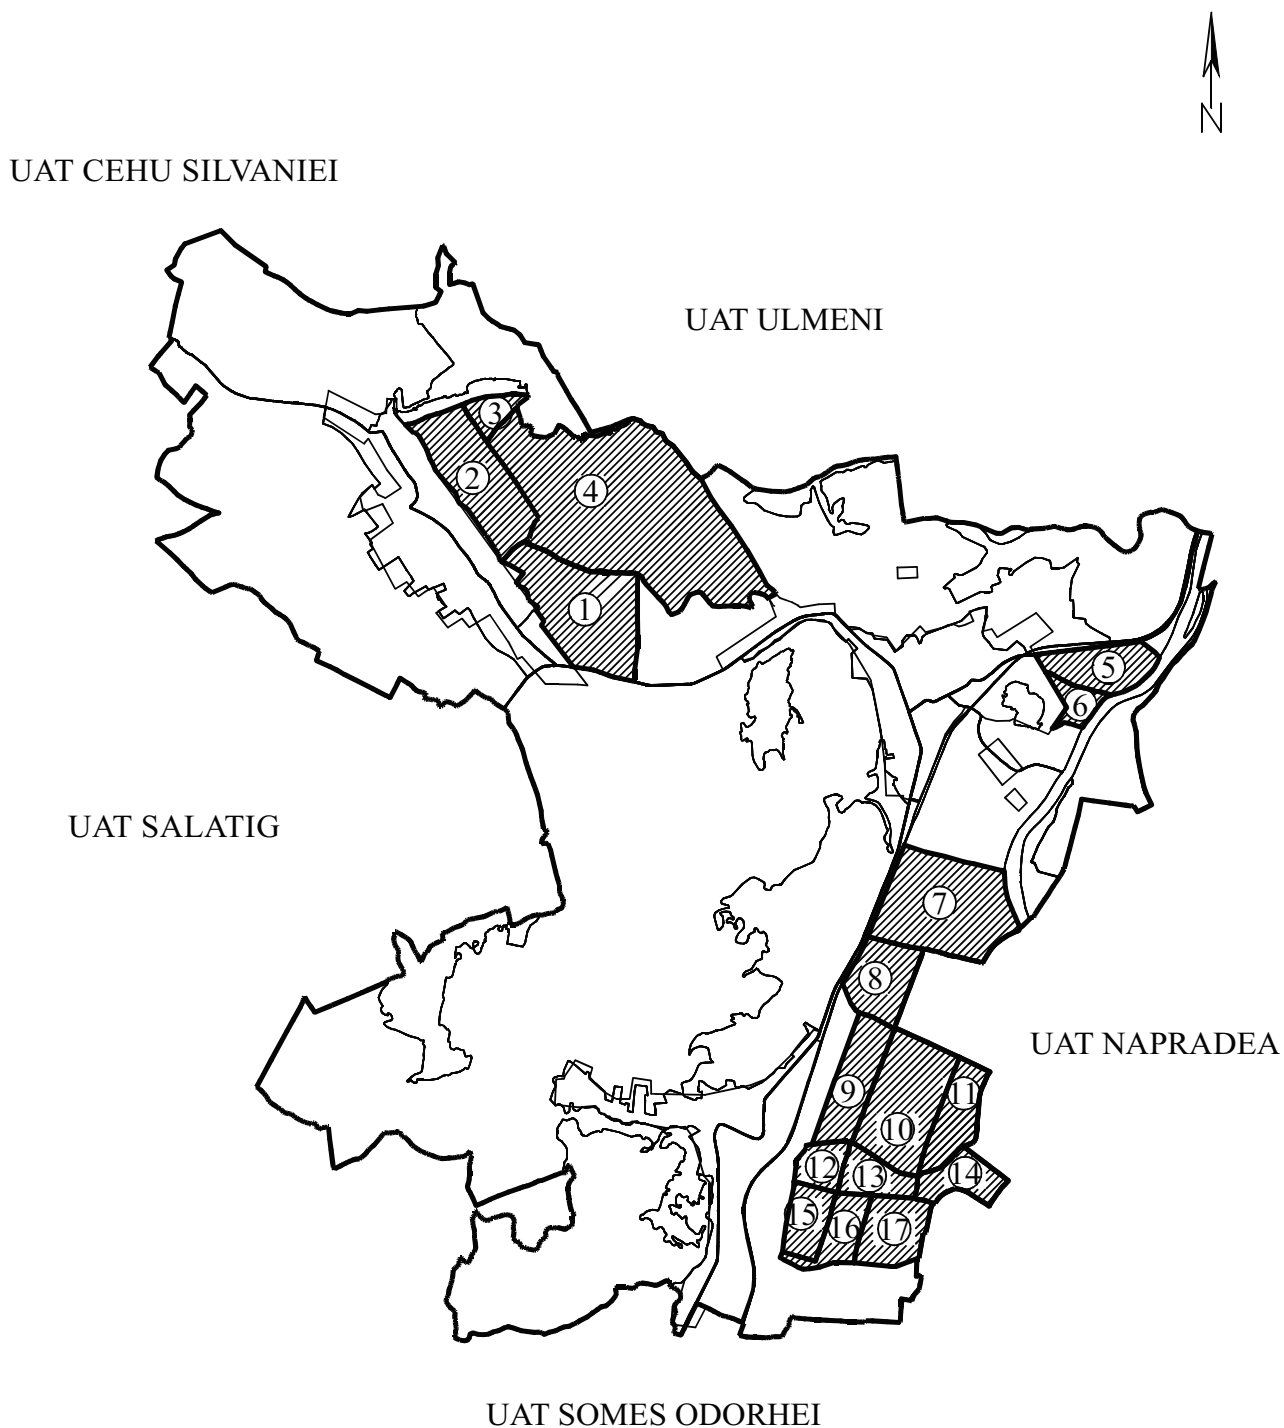 N
UAT CEHU SILVANIEI
UAT ULMENI
3
2
4
1
5
6
UAT SALATIG
7
8
UAT NAPRADEA
9
11
10
12
13
14
15
16
17
UAT SOMES ODORHEI